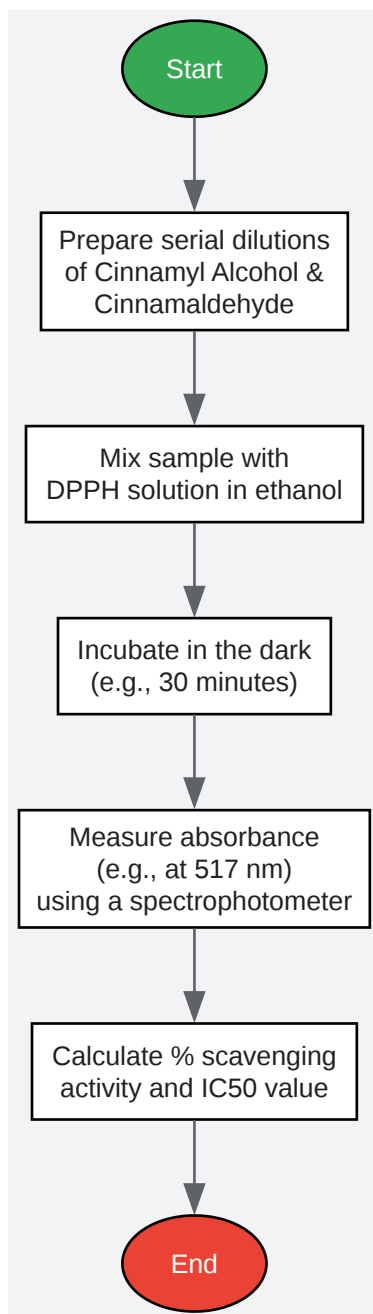 Start
Prepare serial dilutions
of Cinnamyl Alcohol &
Cinnamaldehyde
Mix sample with
DPPH solution in ethanol
Incubate in the dark
(e.g., 30 minutes)
Measure absorbance
(e.g., at 517 nm)
using a spectrophotometer
Calculate % scavenging
activity and IC50 value
End